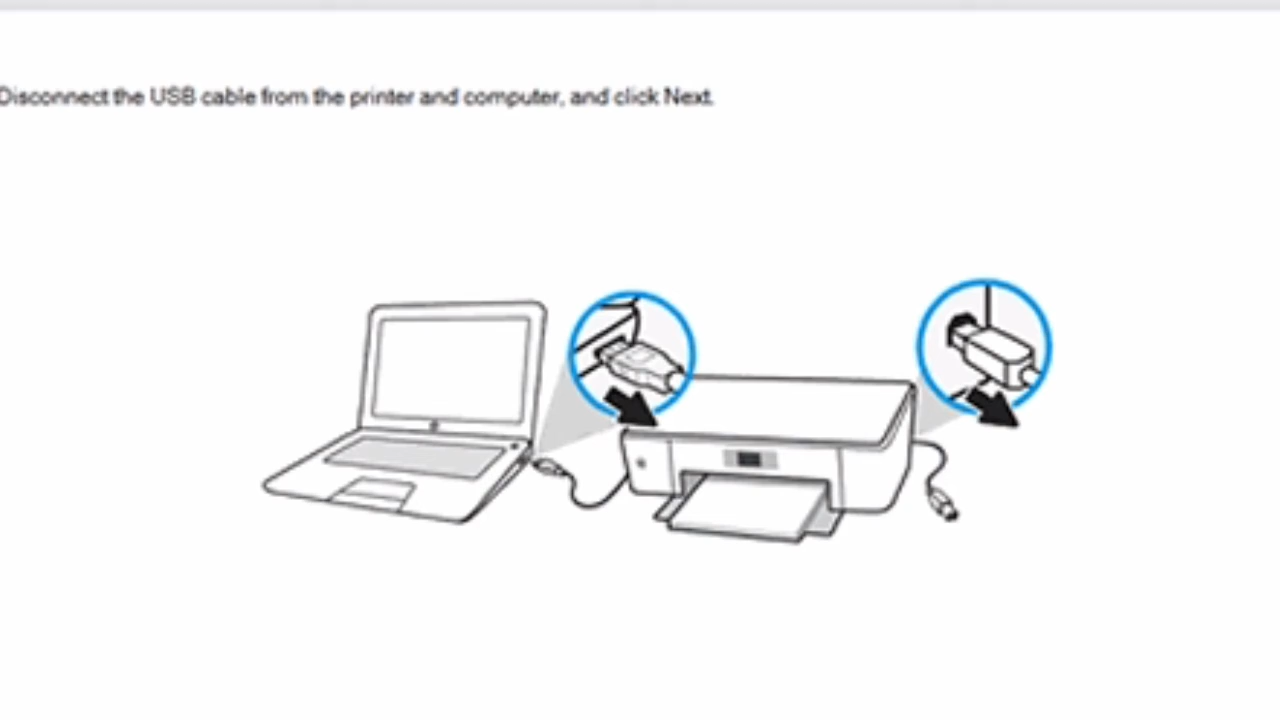 Disconnect the USB cable from the printer and computer, and click Next.